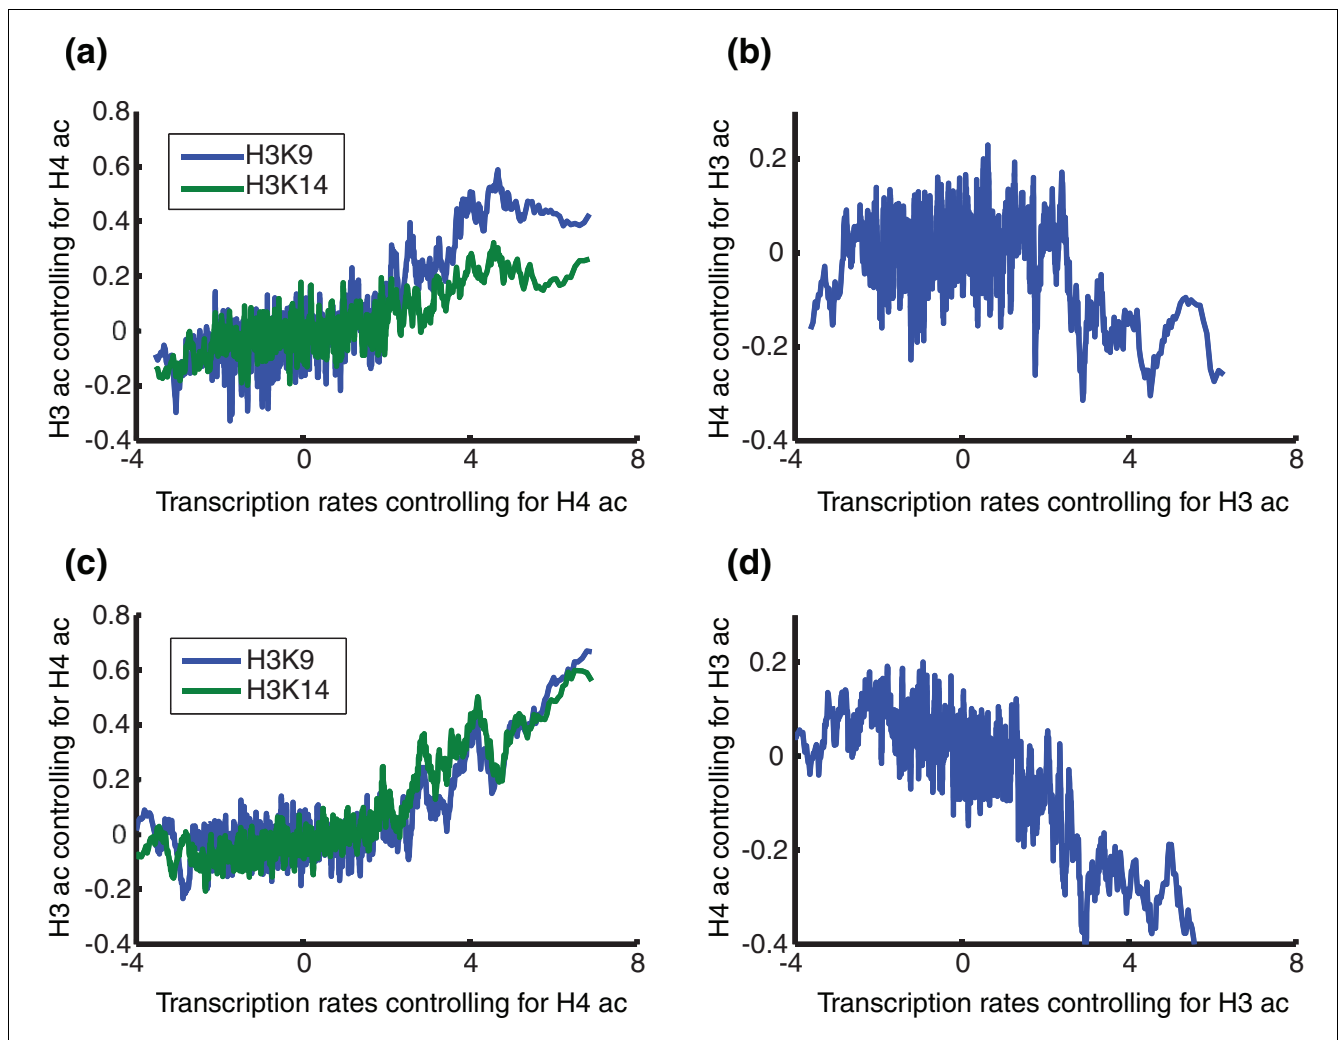 (a)
H3 ac controlling for H4 ac
0.8
0.6
0.4
0.2
0
-0.2
-0.4
H3K9
H3K14
-4
0
4
8
Transcription rates controlling for H4 ac
(b)
H4 ac controlling for H3 ac
0.2
0
-0.2
-0.4
-4
0
4
8
Transcription rates controlling for H3 ac
(c)
H3 ac controlling for H4 ac
0.8
0.6
0.4
0.2
0
-0.2
-0.4
H3K9
H3K14
-4
0
4
8
Transcription rates controlling for H4 ac
(d)
H4 ac controlling for H3 ac
0.2
0
-0.2
-0.4
-4
0
4
8
Transcription rates controlling for H3 ac